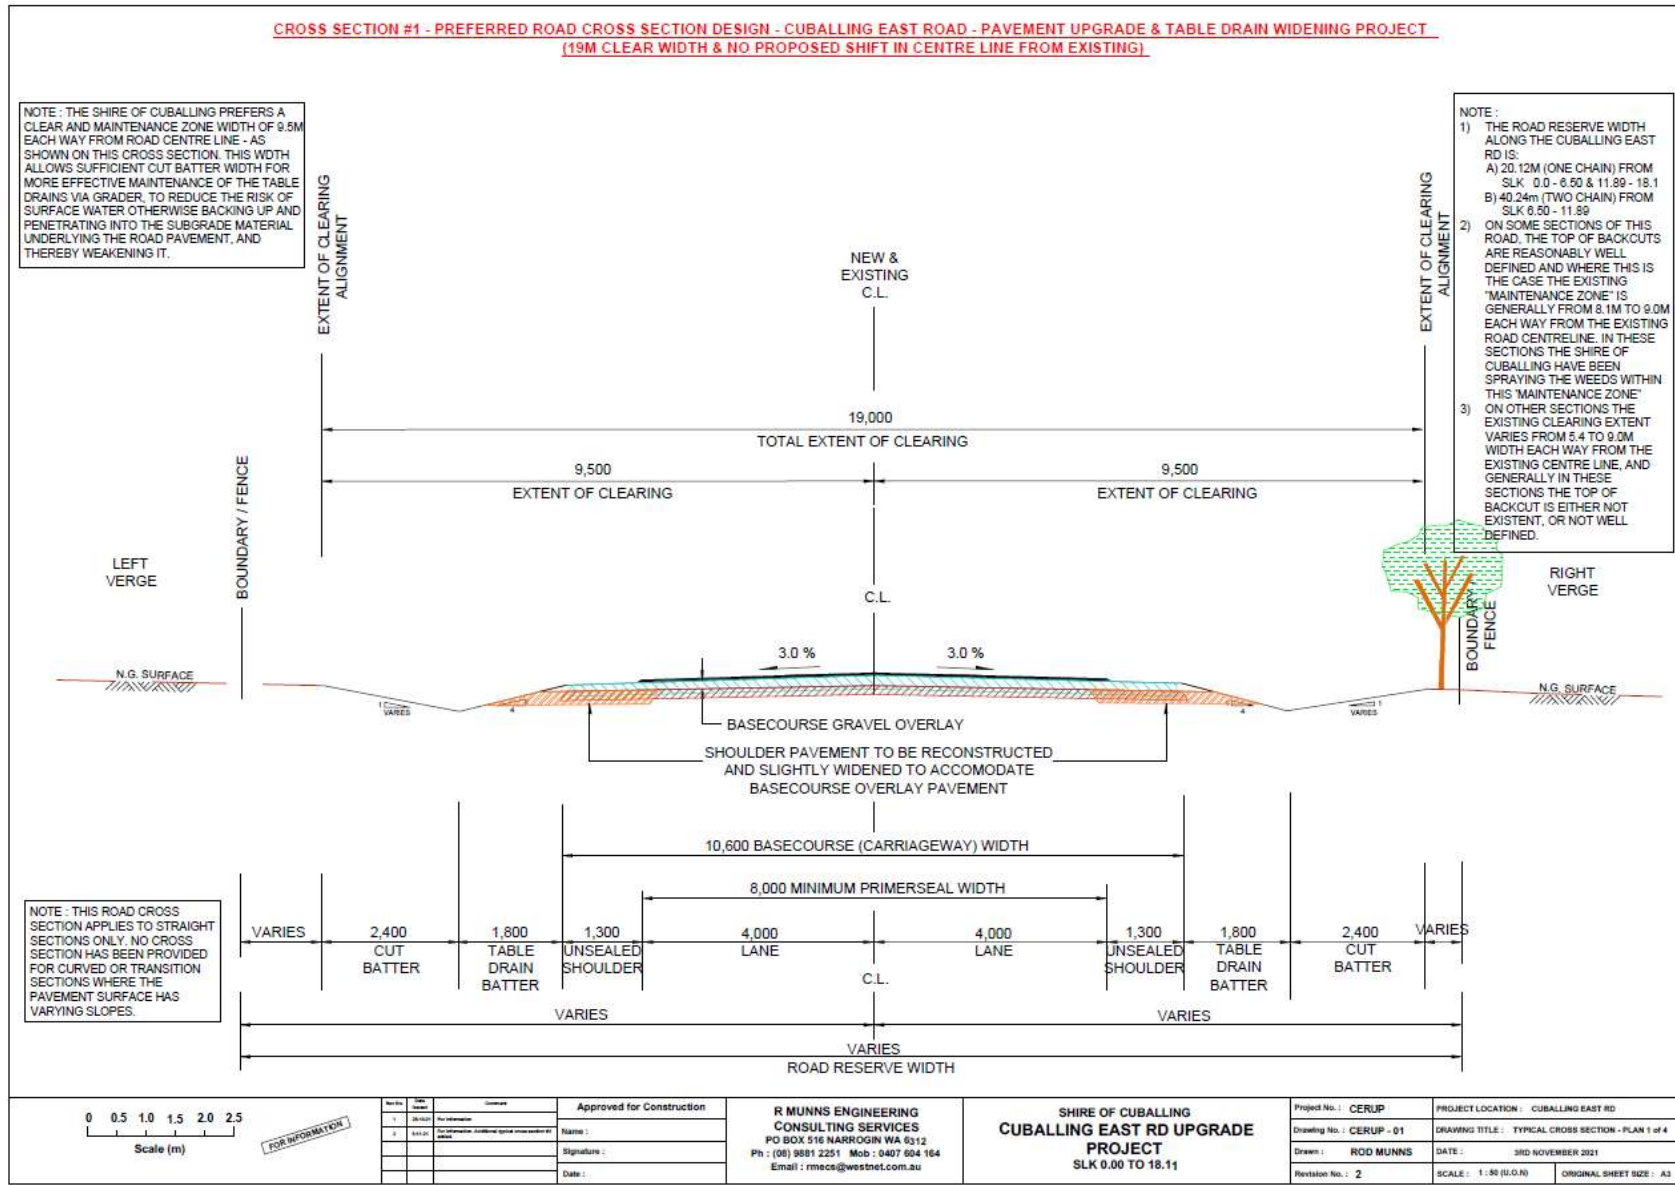 CROSS SECTION #1 - PREFERRED ROAD CROSS SECTION DESIGN - CUBALLING EAST ROAD - PAVEMENT UPGRADE & TABLE DRAIN WIDENING PROJECT
(19M CLEAR WIDTH & NO PROPOSED SHIFT IN CENTRE LINE FROM EXISTING)
NOTE : THE SHIRE OF CUBALLING PREFERS A
CLEAR AND MAINTENANCE ZONE WIDTH OF 9.5M
EACH WAY FROM ROAD CENTRE LINE - AS
SHOWN ON THIS CROSS SECTION. THIS WDTH
ALLOWS SUFFICIENT CUT BATTER WIDTH FOR
MORE EFFECTIVE MAINTENANCE OF THE TABLE
DRAINS VIA GRADER, TO REDUCE THE RISK OF
SURFACE WATER OTHERWISE BACKING UP AND
PENETRATING INTO THE SUBGRADE MATERIAL
UNDERLYING THE ROAD PAVEMENT, AND
THEREBY WEAKENING IT.
EXTENT OF CLEARING
ALIGNMENT
NEW &
EXISTING
C.L.
EXTENT OF CLEARING
ALIGNMENT
NOTE :
1) THE ROAD RESERVE WIDTH
ALONG THE CUBALLING EAST
RD IS:
A) 20.12M (ONE CHAIN) FROM
SLK 0.0 - 6.50 & 11.89 - 18.1
B) 40.24m (TWO CHAIN) FROM
SLK 6.50 - 11.89
2) ON SOME SECTIONS OF THIS
ROAD, THE TOP OF BACKCUTS
ARE REASONABLY WELL
DEFINED AND WHERE THIS IS
THE CASE THE EXISTING
"MAINTENANCE ZONE" IS
GENERALLY FROM 8.1M TO 9.0M
EACH WAY FROM THE EXISTING
ROAD CENTRELINE. IN THESE
SECTIONS THE SHIRE OF
CUBALLING HAVE BEEN
SPRAYING THE WEEDS WITHIN
THIS "MAINTENANCE ZONE"
3) ON OTHER SECTIONS THE
EXISTING CLEARING EXTENT
VARIES FROM 5.4 TO 9.0M
WIDTH EACH WAY FROM THE
EXISTING CENTRE LINE, AND
GENERALLY IN THESE
SECTIONS THE TOP OF
BACKCUT IS EITHER NOT
EXISTENT, OR NOT WELL
DEFINED.
19,000
TOTAL EXTENT OF CLEARING
9,500
EXTENT OF CLEARING
9,500
EXTENT OF CLEARING
LEFT
VERGE
BOUNDARY / FENCE
C.L.
RIGHT
VERGE
BOUNDARY /
FENCE
N.G. SURFACE
3.0 %
3.0 %
N.G. SURFACE
1
VARIES
4
4
VARIES
1
BASECOURSE GRAVEL OVERLAY
SHOULDER PAVEMENT TO BE RECONSTRUCTED
AND SLIGHTLY WIDENED TO ACCOMODATE
BASECOURSE OVERLAY PAVEMENT
10,600 BASECOURSE (CARRIAGEWAY) WIDTH
8,000 MINIMUM PRIMERSEAL WIDTH
NOTE : THIS ROAD CROSS
SECTION APPLIES TO STRAIGHT
SECTIONS ONLY. NO CROSS
SECTION HAS BEEN PROVIDED
FOR CURVED OR TRANSITION
SECTIONS WHERE THE
PAVEMENT SURFACE HAS
VARYING SLOPES.
VARIES
2,400
CUT
BATTER
1,800
TABLE
DRAIN
BATTER
1,300
UNSEALED
SHOULDER
4,000
LANE
C.L.
4,000
LANE
1,300
UNSEALED
SHOULDER
1,800
TABLE
DRAIN
BATTER
2,400
CUT
BATTER
VARIES
VARIES
VARIES
VARIES
ROAD RESERVE WIDTH
0 0.5 1.0 1.5 2.0 2.5
Scale (m)
FOR INFORMATION
Approved for Construction
Name :
Signature :
Date :
R MUNNS ENGINEERING
CONSULTING SERVICES
PO BOX 516 NARROGIN WA 6312
Ph : (08) 9881 2251 Mob : 0407 604 164
Email : rmecs@westnet.com.au
SHIRE OF CUBALLING
CUBALLING EAST RD UPGRADE
PROJECT
SLK 0.00 TO 18.11
Project No. : CERUP
Drawing No. : CERUP - 01
Drawn : ROD MUNNS
Revision No. : 2
PROJECT LOCATION : CUBALLING EAST RD
DRAWING TITLE : TYPICAL CROSS SECTION - PLAN 1 of 4
DATE : 3RD NOVEMBER 2021
SCALE : 1 : 50 (U.O.N)
ORIGINAL SHEET SIZE : A3